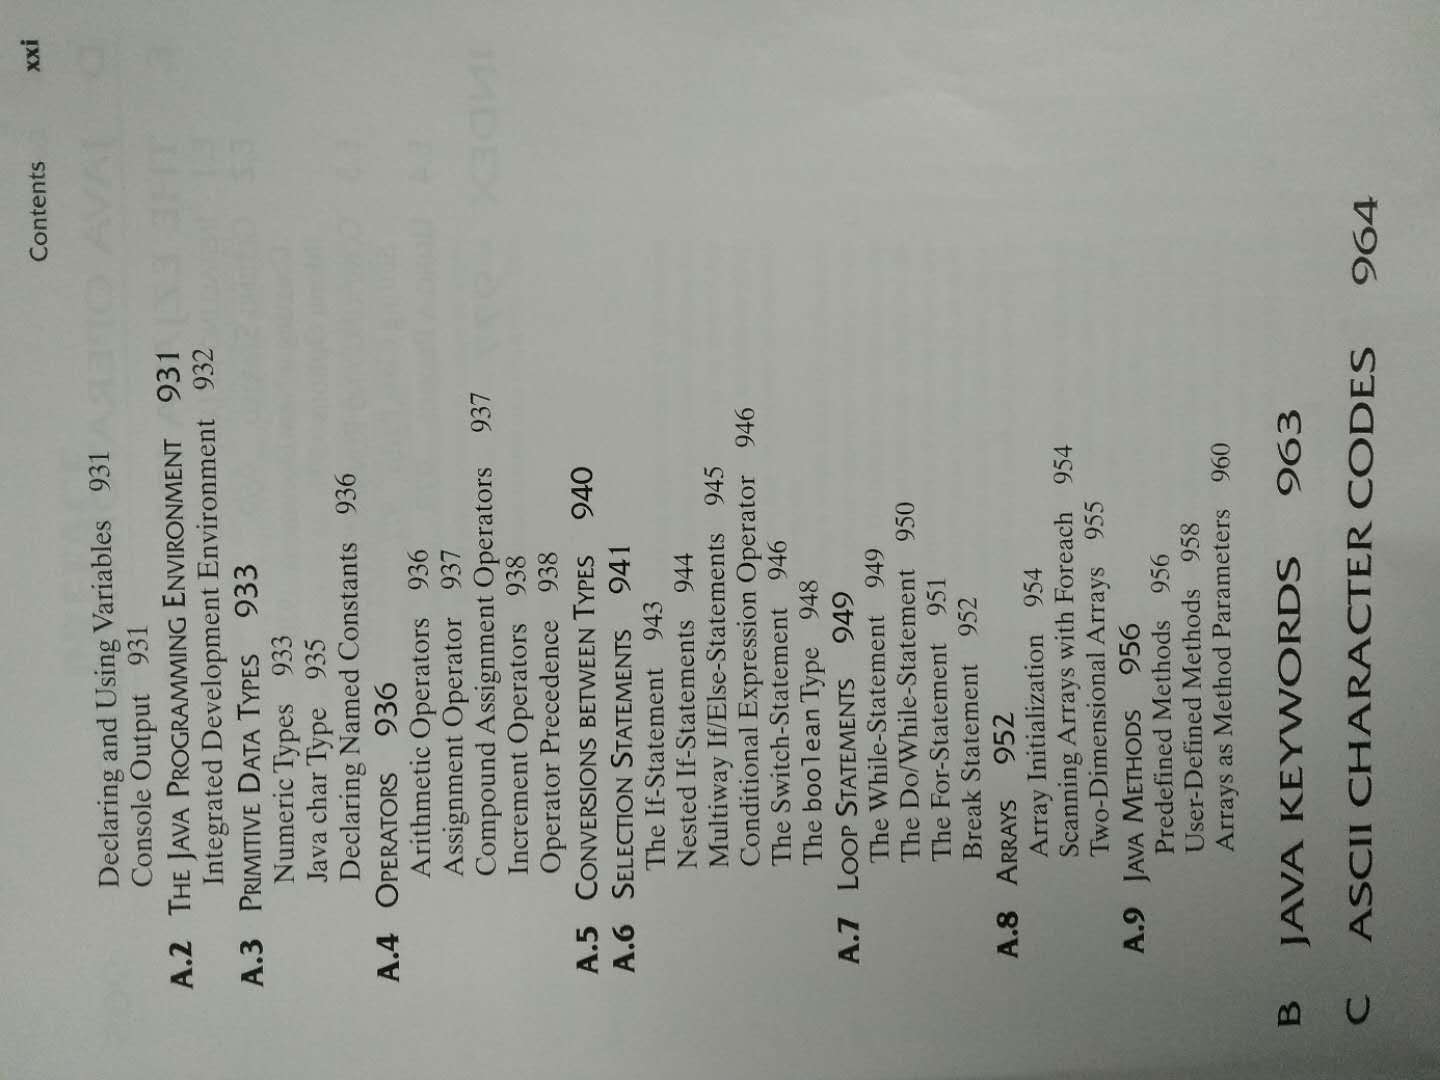 Contents xxi
Declaring and Using Variables 931
Console Output 931
A.2 THE JAVA PROGRAMMING ENVIRONMENT 931
Integrated Development Environment 932
A.3 PRIMITIVE DATA TYPES 933
Numeric Types 933
Java char Type 935
Declaring Named Constants 936
A.4 OPERATORS 936
Arithmetic Operators 936
Assignment Operator 937
Compound Assignment Operators 937
Increment Operators 938
Operator Precedence 938
A.5 CONVERSIONS BETWEEN TYPES 940
A.6 SELECTION STATEMENTS 941
The If-Statement 943
Nested If-Statements 944
Multiway If/Else-Statements 945
Conditional Expression Operator 946
The Switch-Statement 946
The boolean Type 948
A.7 LOOP STATEMENTS 949
The While-Statement 949
The Do/While-Statement 950
The For-Statement 951
Break Statement 952
A.8 ARRAYS 952
Array Initialization 954
Scanning Arrays with Foreach 954
Two-Dimensional Arrays 955
A.9 JAVA METHODS 956
Predefined Methods 956
User-Defined Methods 958
Arrays as Method Parameters 960
B JAVA KEYWORDS 963
C ASCII CHARACTER CODES 964